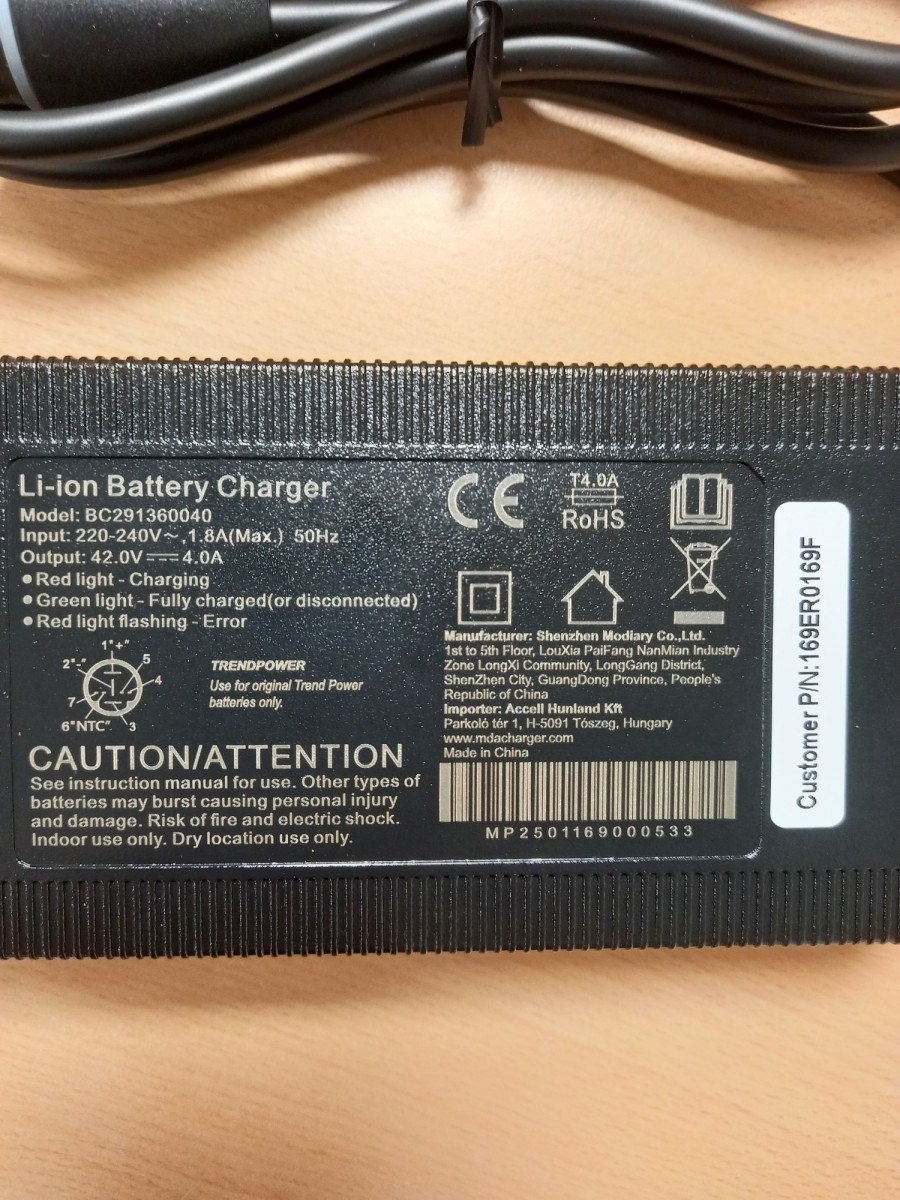 Li-ion Battery Charger
Model: BC291360040
Input: 220-240V~,1.8A(Max.) 50Hz
Output: 42.0V⎓4.0A
• Red light - Charging
• Green light - Fully charged(or disconnected)
• Red light flashing - Error
1"+"
2"-"
5
4
7
6"NTC"
3
TRENDPOWER
Use for original Trend Power
batteries only.
CAUTION/ATTENTION
See instruction manual for use. Other types of
batteries may burst causing personal injury
and damage. Risk of fire and electric shock.
Indoor use only. Dry location use only.
CE
T4.0A
RoHS
Manufacturer: Shenzhen Modiary Co.,Ltd.
1st to 5th Floor, LouXia PaiFang NanMian Industry
Zone LongXi Community, LongGang District,
ShenZhen City, GuangDong Province, People's
Republic of China
Importer: Accell Hunland Kft
Parkoló tér 1, H-5091 Tószeg, Hungary
www.mdacharger.com
Made in China
MP2501169000533
Customer P/N:169ER0169F